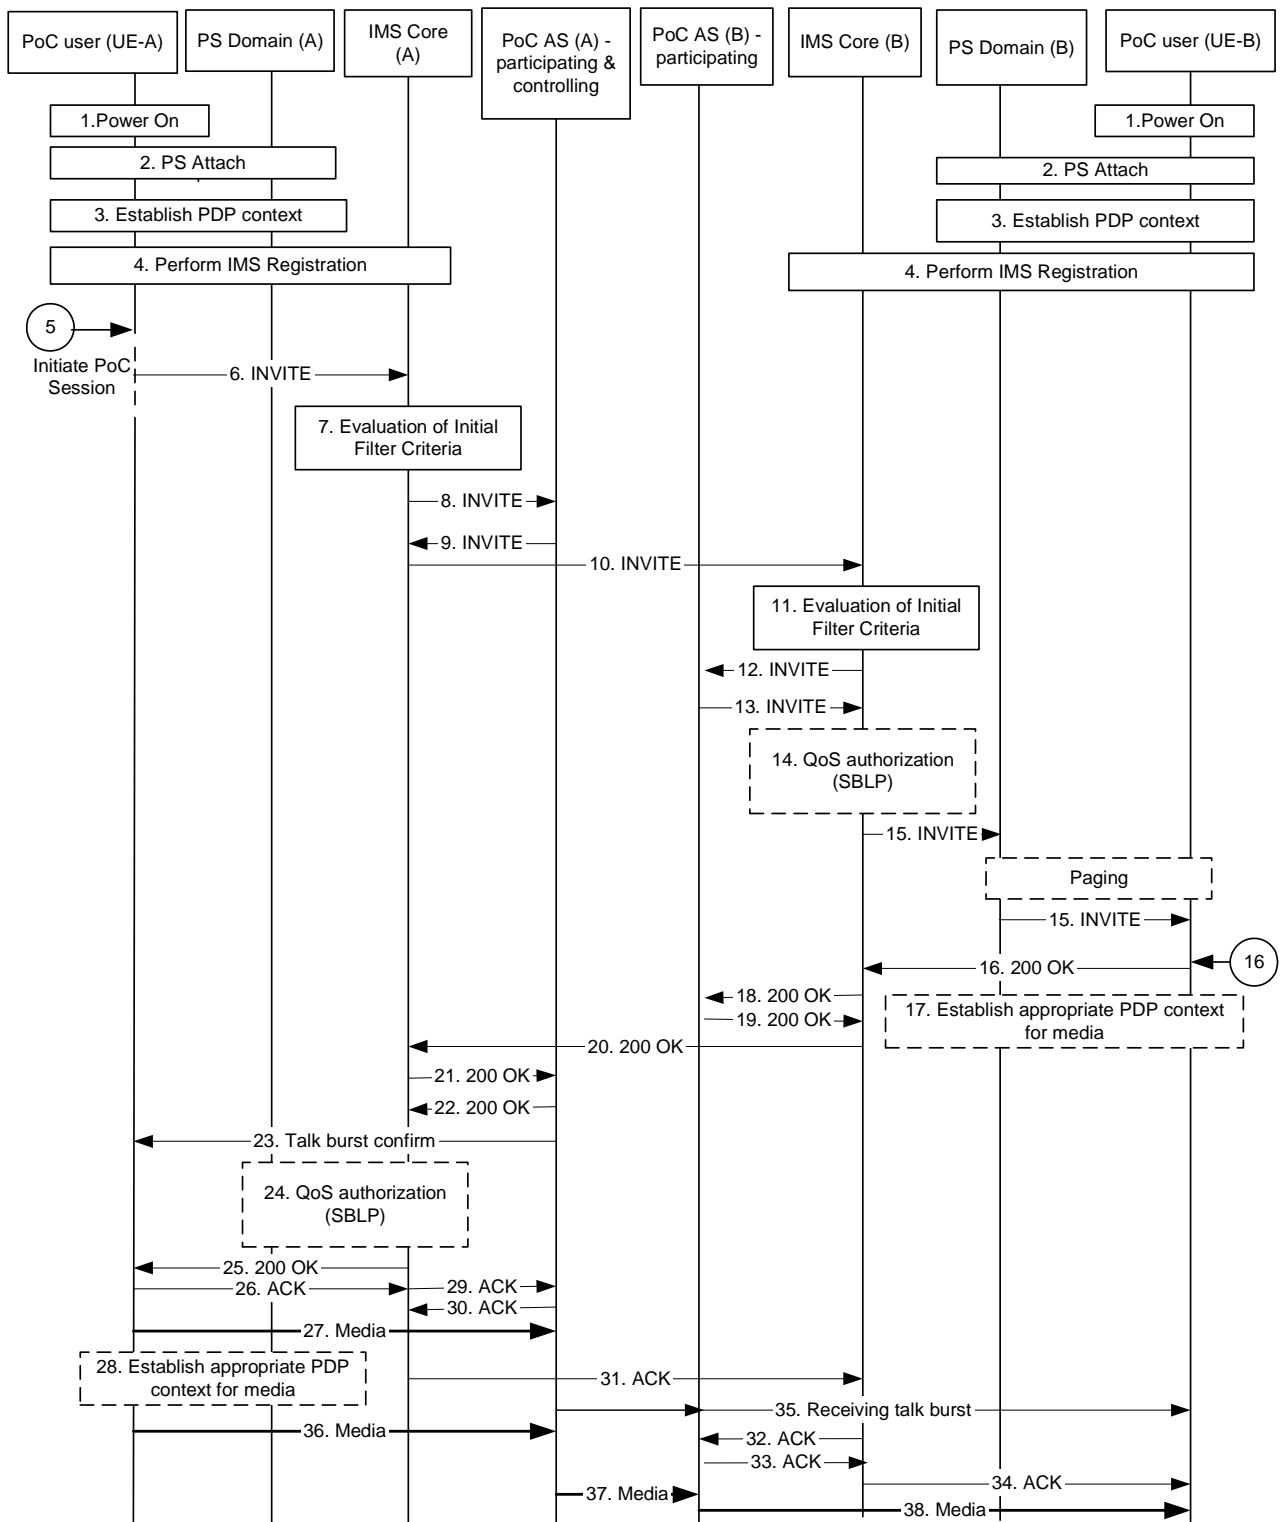 PoC user (UE-A)
PS Domain (A)
IMS Core
(A)
PoC AS (A) -
participating &
controlling
PoC AS (B) -
participating
IMS Core (B)
PS Domain (B)
PoC user (UE-B)
1.Power On
1.Power On
2. PS Attach
2. PS Attach
3. Establish PDP context
3. Establish PDP context
4. Perform IMS Registration
4. Perform IMS Registration
5
Initiate PoC
Session
6. INVITE
7. Evaluation of Initial
Filter Criteria
8. INVITE
9. INVITE
10. INVITE
11. Evaluation of Initial
Filter Criteria
12. INVITE
13. INVITE
14. QoS authorization
(SBLP)
15. INVITE
Paging
15. INVITE
16. 200 OK
16
18. 200 OK
17. Establish appropriate PDP context
for media
19. 200 OK
20. 200 OK
21. 200 OK
22. 200 OK
23. Talk burst confirm
24. QoS authorization
(SBLP)
25. 200 OK
26. ACK
29. ACK
30. ACK
27. Media
28. Establish appropriate PDP
context for media
31. ACK
35. Receiving talk burst
36. Media
32. ACK
33. ACK
34. ACK
37. Media
38. Media